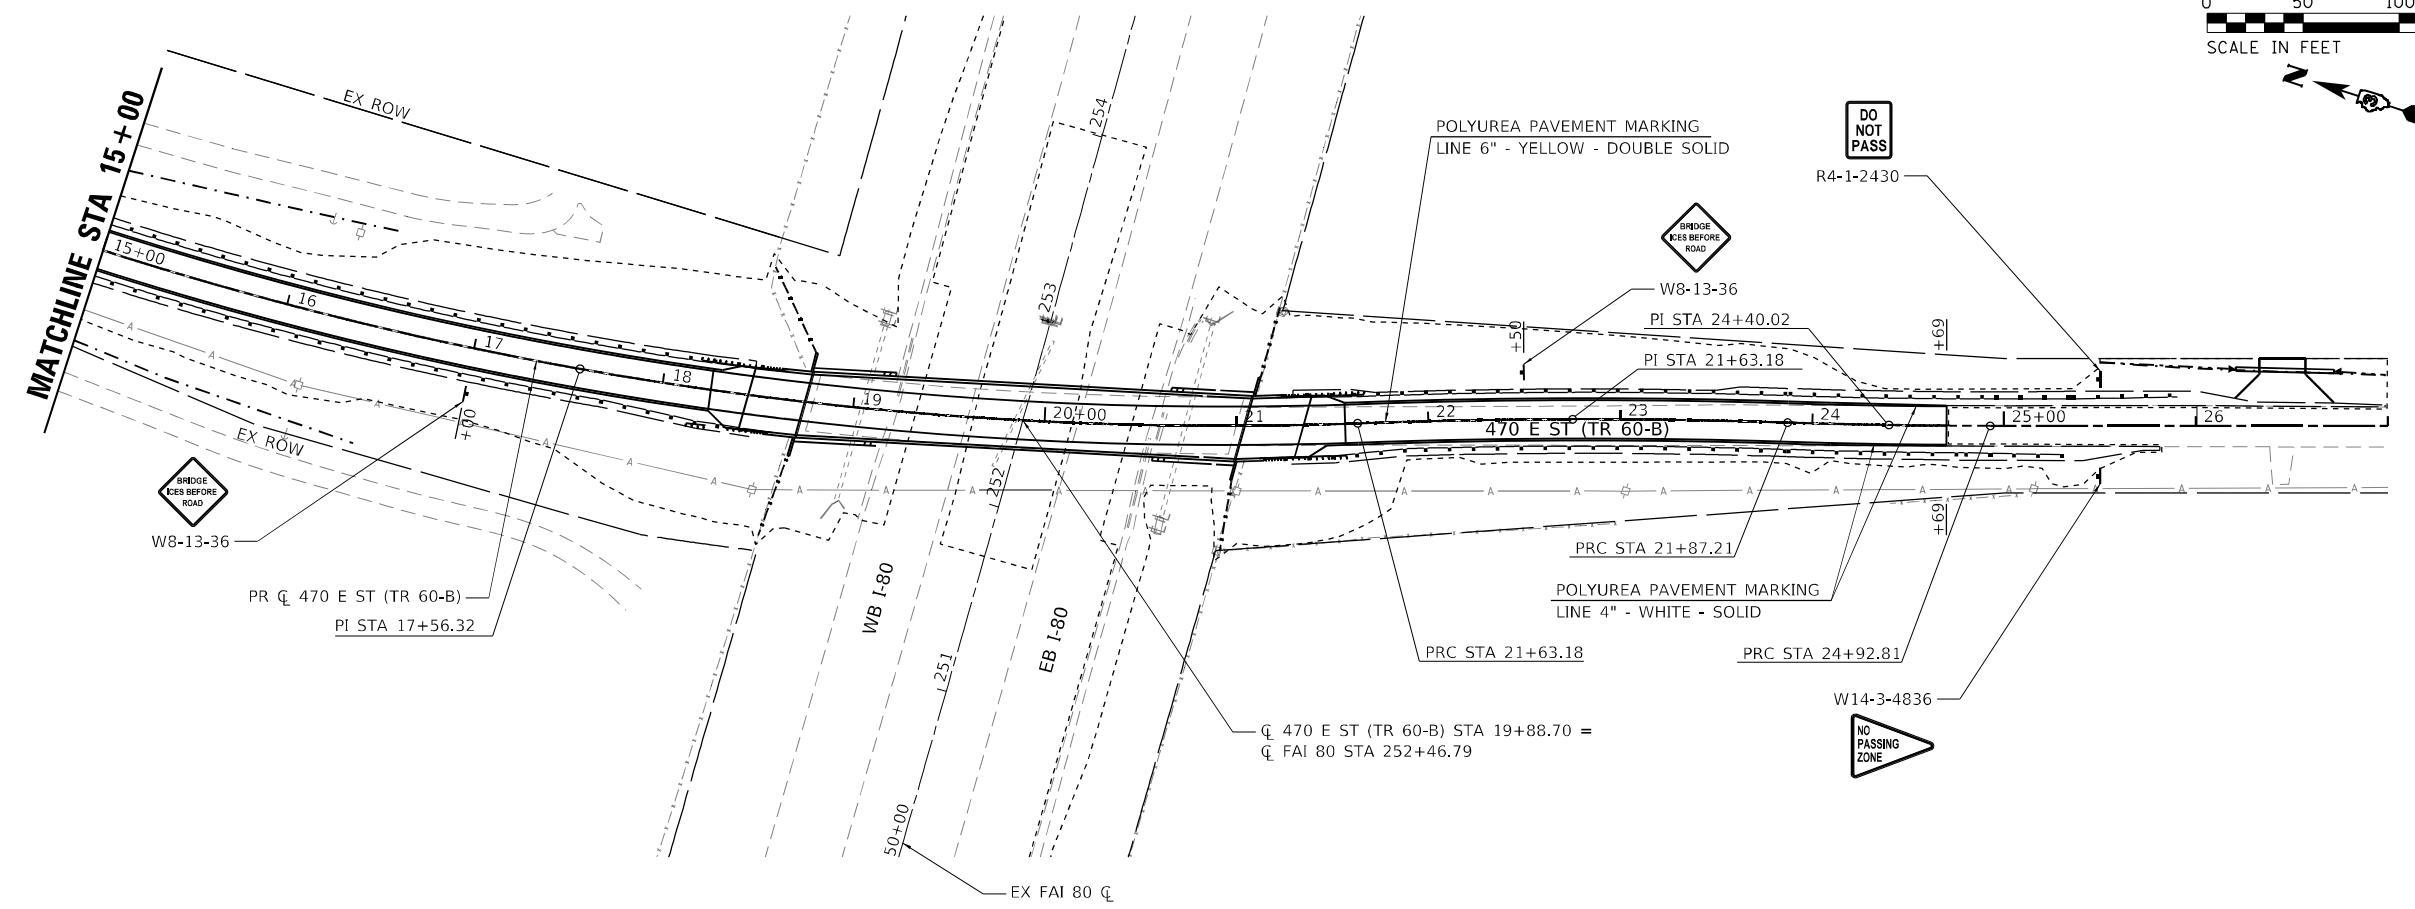 0 50 100
SCALE IN FEET
N
3
MATCHLINE STA 15+00
EX ROW
15+00
16
17
18
19
20+00
21
22
23
24
25+00
26
254
253
252
251
50+00
POLYUREA PAVEMENT MARKING
LINE 6" - YELLOW - DOUBLE SOLID
DO
NOT
PASS
R4-1-2430
BRIDGE
ICES BEFORE
ROAD
W8-13-36
PI STA 24+40.02
PI STA 21+63.18
+50
+69
470 E ST (TR 60-B)
A A A A A A A A A A A A A A A A A A
EX ROW
+00
BRIDGE
ICES BEFORE
ROAD
W8-13-36
PR ℄ 470 E ST (TR 60-B)
PI STA 17+56.32
WB I-80
EB I-80
+69
PRC STA 21+87.21
POLYUREA PAVEMENT MARKING
LINE 4" - WHITE - SOLID
PRC STA 21+63.18
PRC STA 24+92.81
W14-3-4836
NO
PASSING
ZONE
℄ 470 E ST (TR 60-B) STA 19+88.70 =
℄ FAI 80 STA 252+46.79
EX FAI 80 ℄